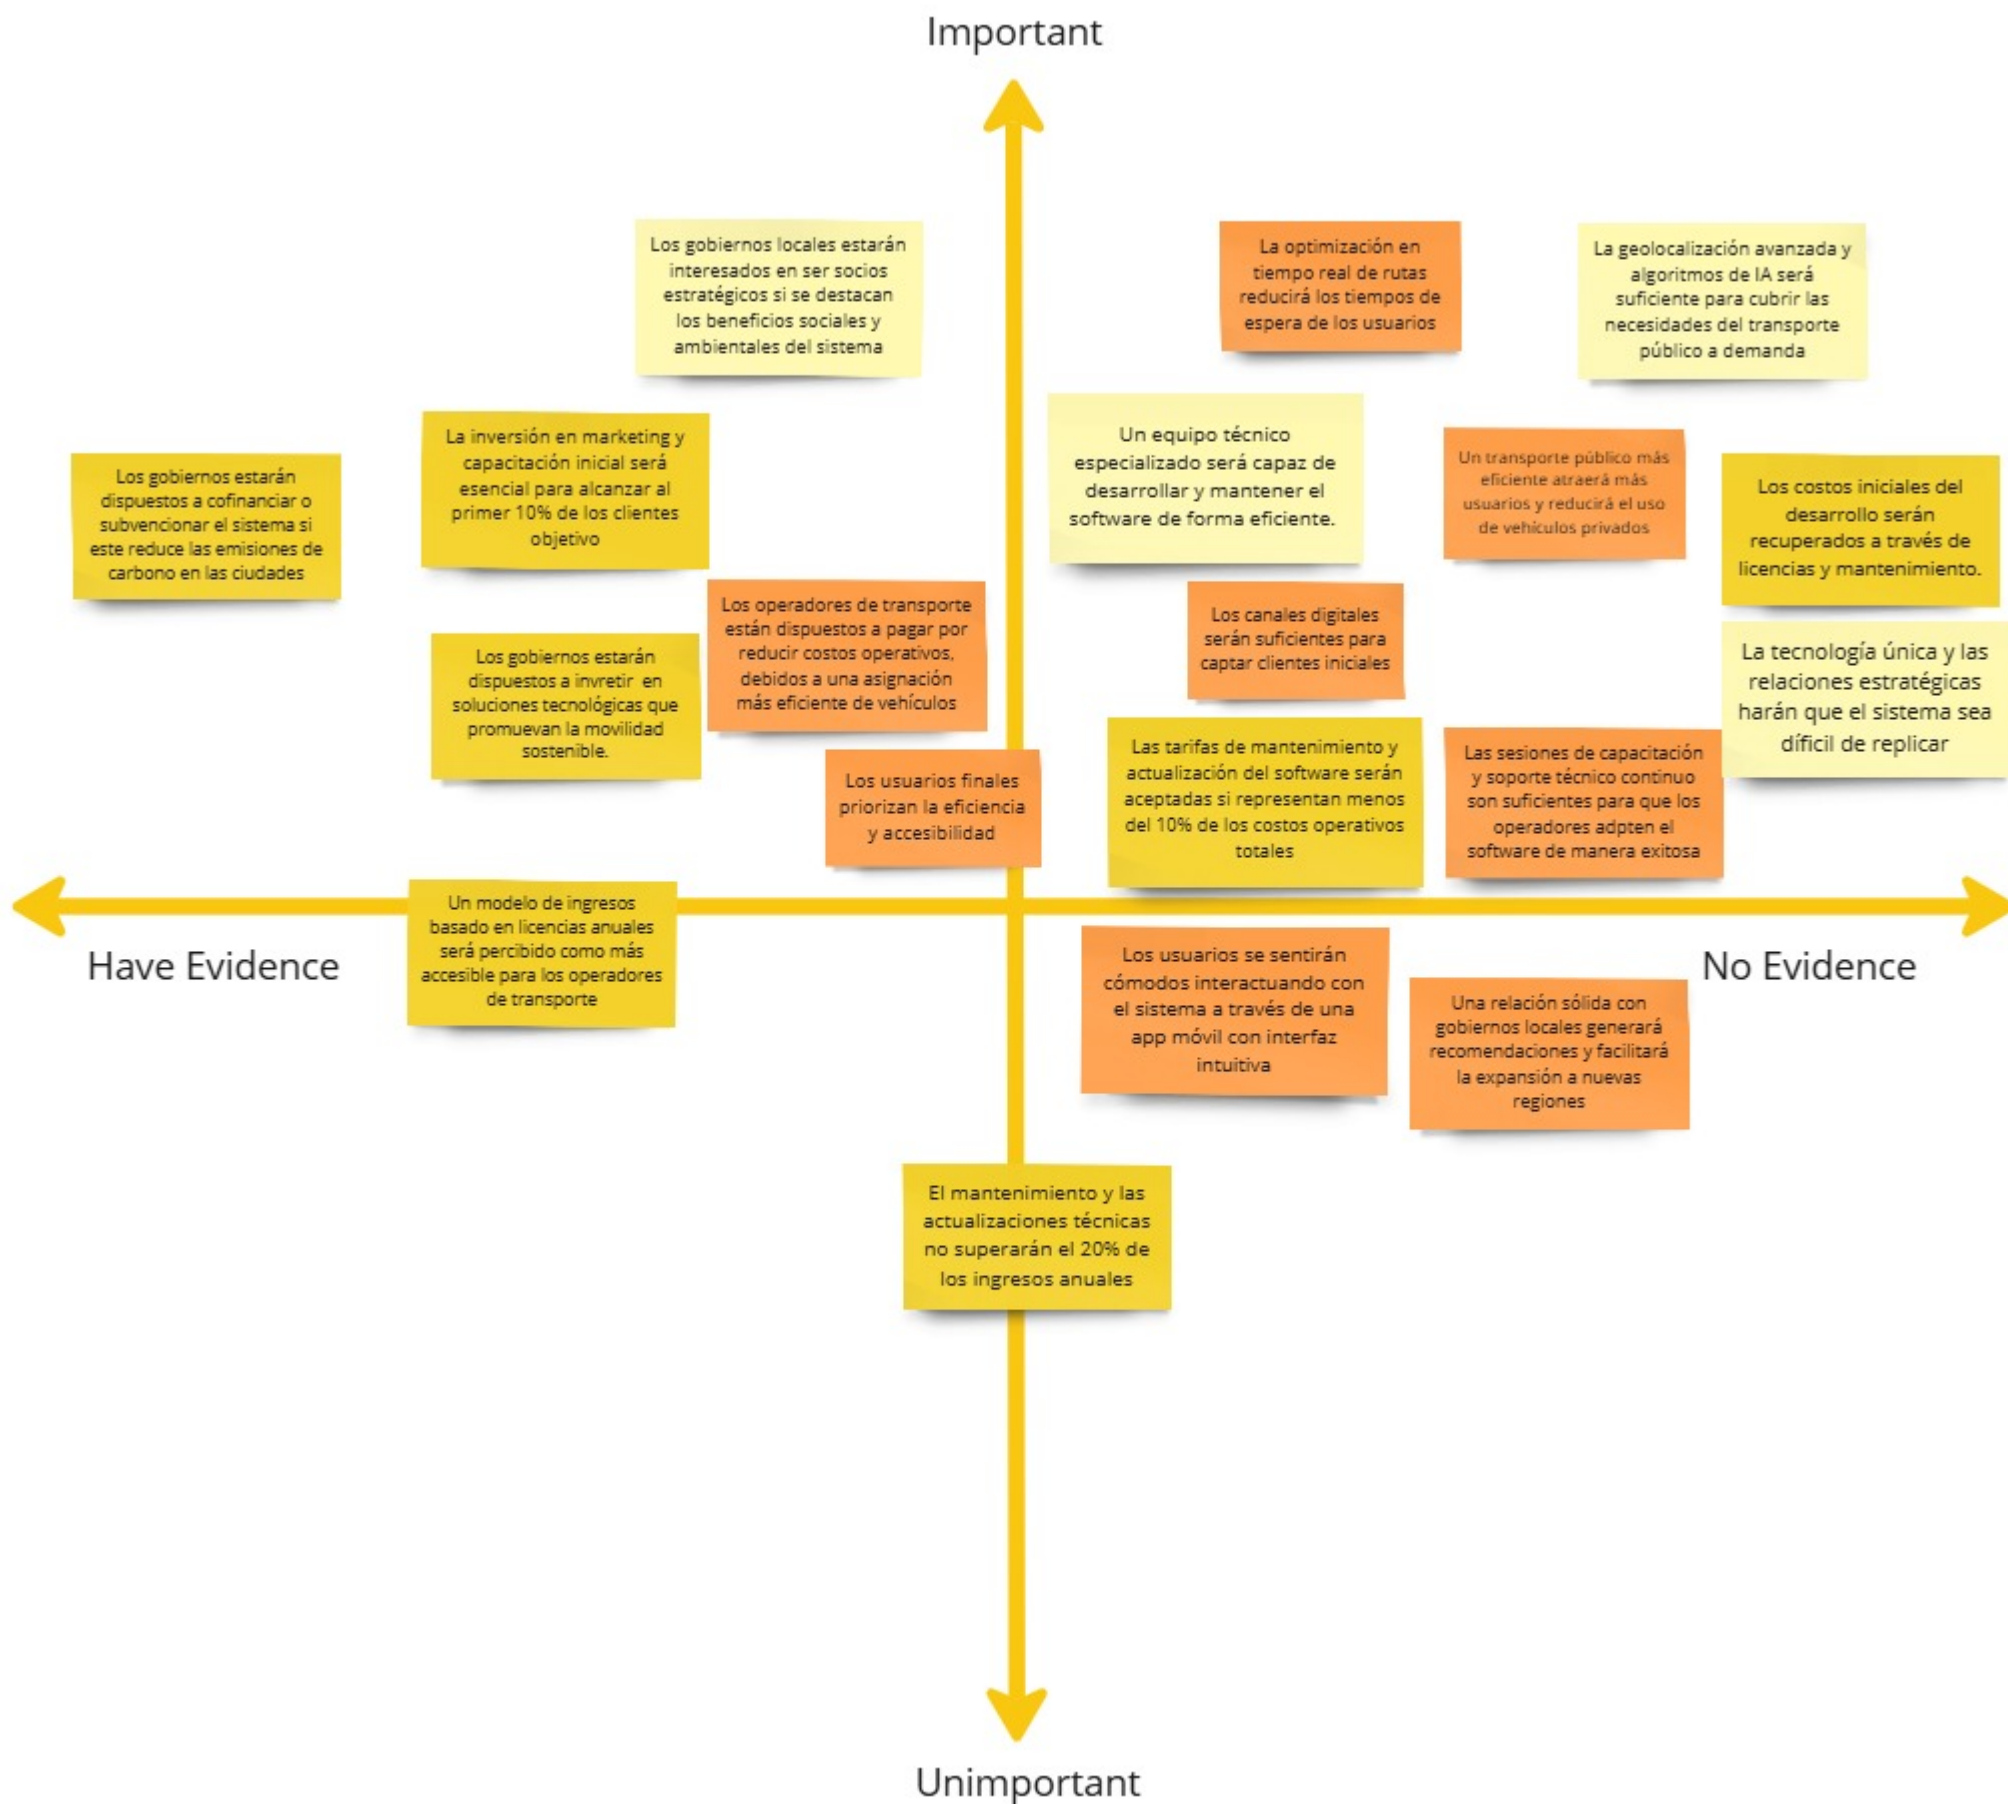 Important
Los gobiernos locales estarán
interesados en ser socios
estratégicos si se destacan
los beneficios sociales y
ambientales del sistema
La optimización en
tiempo real de rutas
reducirá los tiempos de
espera de los usuarios
La geolocalización avanzada y
algoritmos de IA será
suficiente para cubrir las
necesidades del transporte
público a demanda
Los gobiernos estarán
dispuestos a cofinanciar o
subvencionar el sistema si
este reduce las emisiones de
carbono en las ciudades
La inversión en marketing y
capacitación inicial será
esencial para alcanzar al
primer 10% de los clientes
objetivo
Un equipo técnico
especializado será capaz de
desarrollar y mantener el
software de forma eficiente.
Un transporte público más
eficiente atraerá más
usuarios y reducirá el uso
de vehículos privados
Los costos iniciales del
desarrollo serán
recuperados a través de
licencias y mantenimiento.
Los gobiernos estarán
dispuestos a invretir en
soluciones tecnológicas que
promuevan la movilidad
sostenible.
Los operadores de transporte
están dispuestos a pagar por
reducir costos operativos,
debidos a una asignación
más eficiente de vehículos
Los canales digitales
serán suficientes para
captar clientes iniciales
La tecnología única y las
relaciones estratégicas
harán que el sistema sea
díficil de replicar
Los usuarios finales
priorizan la eficiencia
y accesibilidad
Las tarifas de mantenimiento y
actualización del software serán
aceptadas si representan menos
del 10% de los costos operativos
totales
Las sesiones de capacitación
y soporte técnico continuo
son suficientes para que los
operadores adpten el
software de manera exitosa
Have Evidence
Un modelo de ingresos
basado en licencias anuales
será percibido como más
accesible para los operadores
de transporte
Los usuarios se sentirán
cómodos interactuando con
el sistema a través de una
app móvil con interfaz
intuitiva
Una relación sólida con
gobiernos locales generará
recomendaciones y facilitará
la expansión a nuevas
regiones
No Evidence
El mantenimiento y las
actualizaciones técnicas
no superarán el 20% de
los ingresos anuales
Unimportant